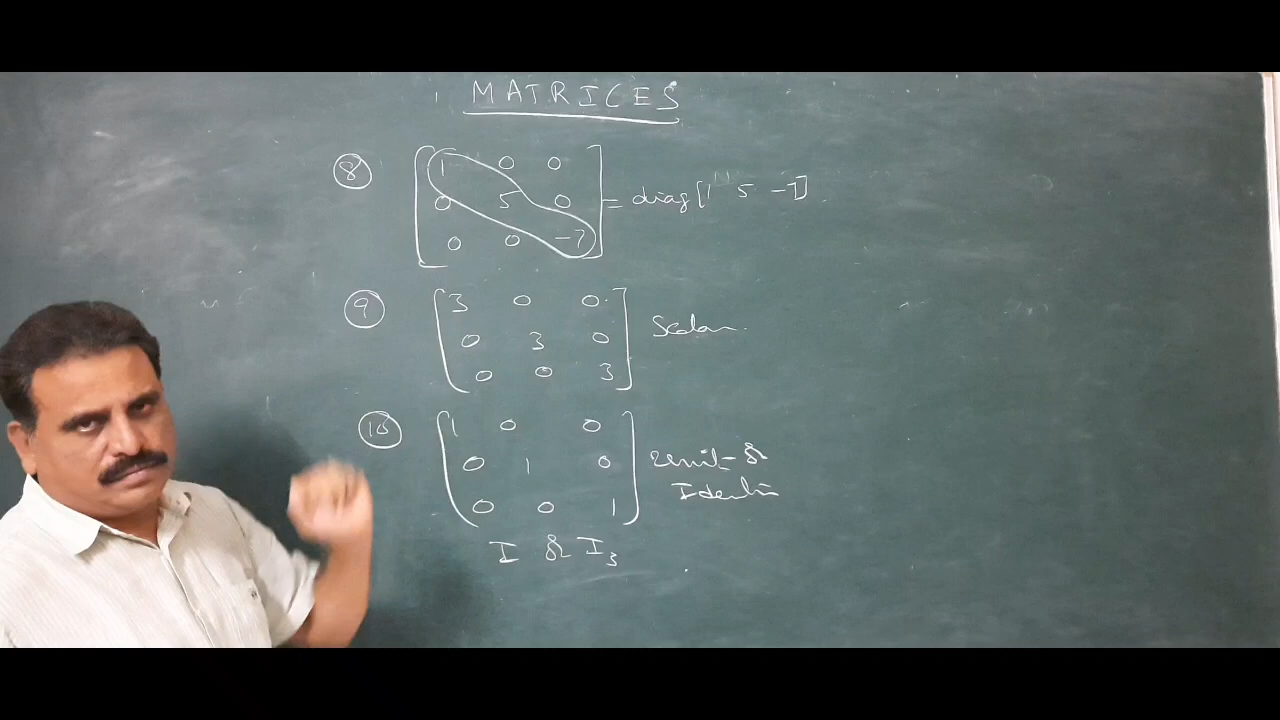 MATRICES
(8) [1 0 0
0 5 0
0 0 -7] = diag[1 5 -7]
(9) [3 0 0
0 3 0
0 0 3] Scalar
(10) [1 0 0
0 1 0
0 0 1] unit or
I or I₃